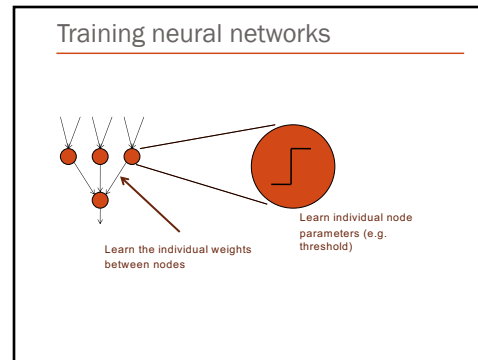 Training neural networks
Learn individual node
parameters (e.g.
threshold)
Learn the individual weights
between nodes